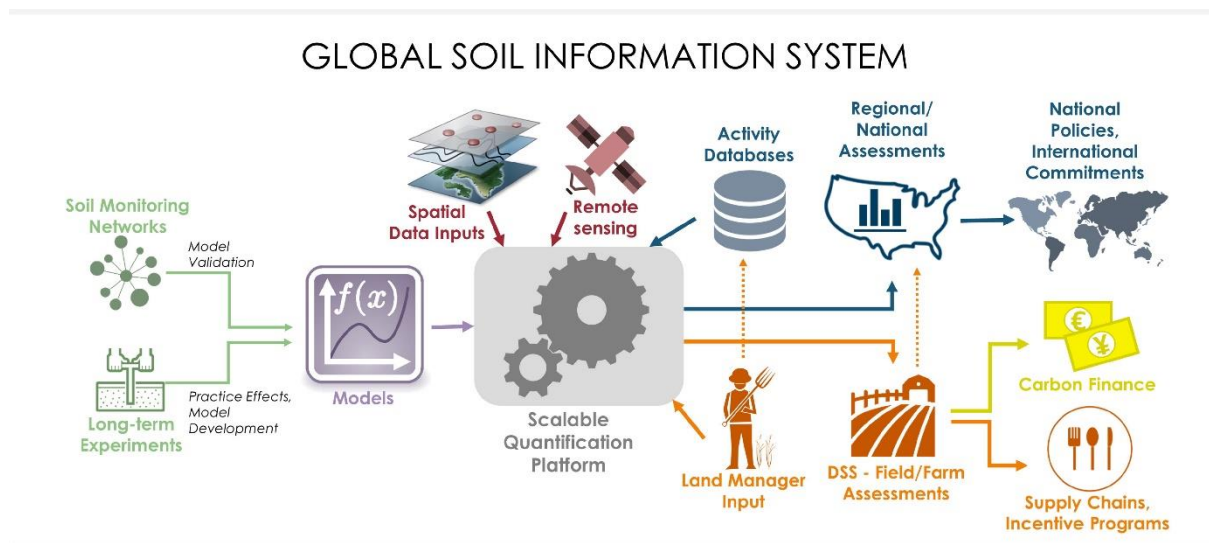 GLOBAL SOIL INFORMATION SYSTEM
Soil Monitoring
Networks
Model
Validation
Long-term
Experiments
Practice Effects,
Model
Development
f(x)
Models
Spatial
Data Inputs
Remote
sensing
Scalable
Quantification
Platform
Activity
Databases
Land Manager
Input
Regional/
National
Assessments
DSS - Field/Farm
Assessments
National
Policies,
International
Commitments
€
¥
Carbon Finance
Supply Chains,
Incentive Programs